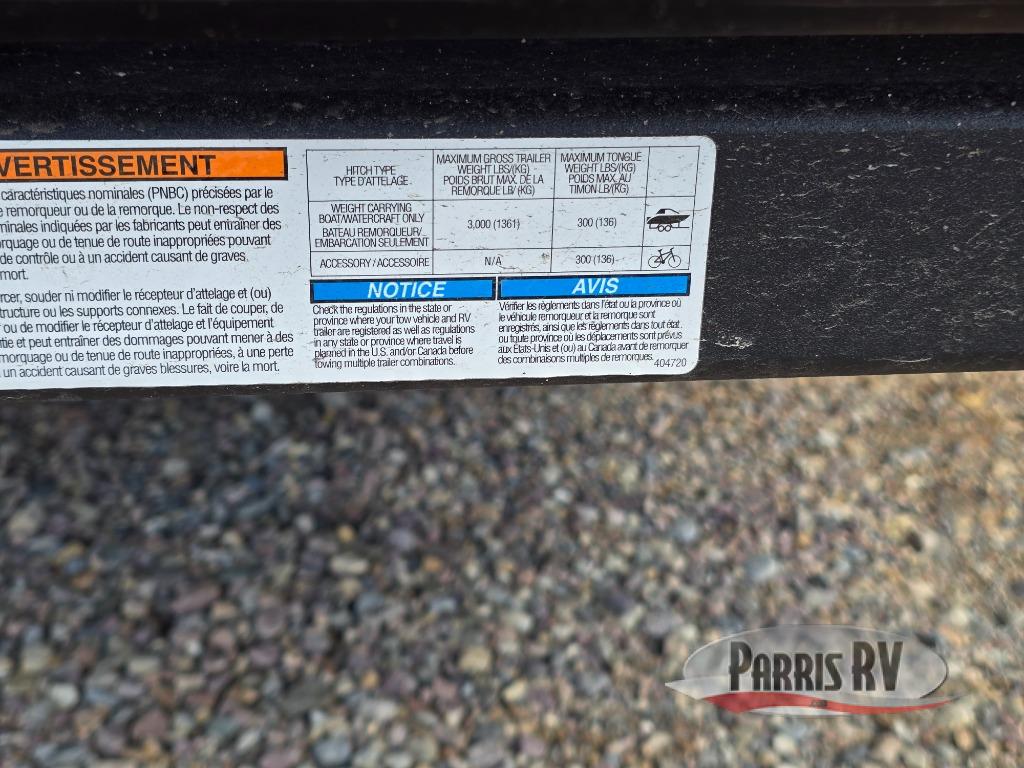 VERTISSEMENT
caractéristiques nominales (PNBC) précisées par le
remorqueur ou de la remorque. Le non-respect des
minales indiquées par les fabricants peut entraîner des
rquage ou de tenue de route inappropriées pouvant
de contrôle ou à un accident causant de graves
mort.
rcer, souder ni modifier le récepteur d'attelage et (ou)
structure ou les supports connexes. Le fait de couper, de
ou de modifier le récepteur d'attelage et l'équipement
tie et peut entraîner des dommages pouvant mener à des
morquage ou de tenue de route inappropriées, à une perte
un accident causant de graves blessures, voire la mort.
HITCH TYPE
TYPE D'ATTELAGE
MAXIMUM GROSS TRAILER
WEIGHT LBS/(KG) -
POIDS BRUT MAX. DE LA
REMORQUE LB/ (KG)
MAXIMUM TONGUE
WEIGHT LBS/(KG)
POIDS MAX. AU
TIMON LB/(KG)
WEIGHT CARRYING
BOAT/WATERCRAFT ONLY
BATEAU REMORQUEUR/
EMBARCATION SEULEMENT
3,000 (1361)
300 (136)
ACCESSORY / ACCESSOIRE
N/A
300 (136)
NOTICE
Check the regulations in the state or
province where your tow vehicle and RV
trailer are registered as well as regulations
in any state or province where travel is
planned in the U.S. and/or Canada before
towing multiple trailer combinations.
AVIS
Vérifier les règlements dans l'état ou la province où
le véhicule remorqueur et la remorque sont
enregistrés, ainsi que les règlements dans tout état
ou toute province où les déplacements sont prévus
aux États-Unis et (ou) au Canada avant de remorquer
des combinaisons multiples de remorques.
404720
PARRIS RV